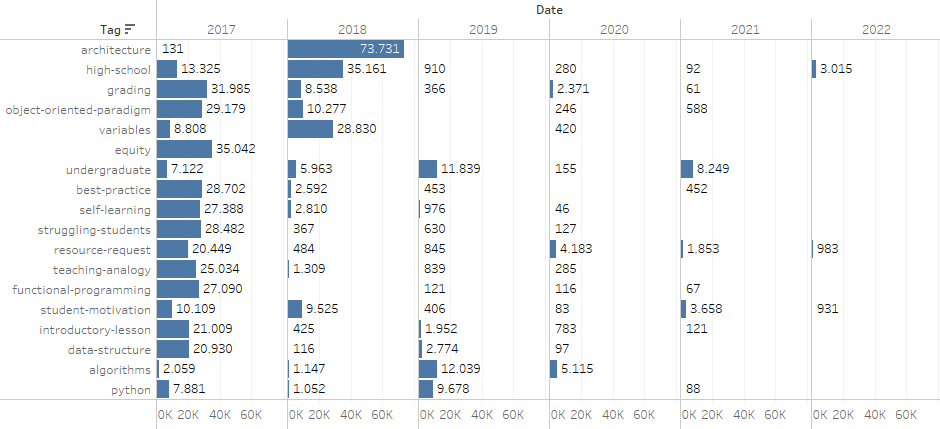 Date
Tag 2017 2018 2019 2020 2021 2022
architecture 131 73.731
high-school 13.325 35.161 910 280 92 3.015
grading 31.985 8.538 366 2.371 61
object-oriented-paradigm 29.179 10.277 246 588
variables 8.808 28.830 420
equity 35.042
undergraduate 7.122 5.963 11.839 155 8.249
best-practice 28.702 2.592 453 452
self-learning 27.388 2.810 976 46
struggling-students 28.482 367 630 127
resource-request 20.449 484 845 4.183 1.853 983
teaching-analogy 25.034 1.309 839 285
functional-programming 27.090 121 116 67
student-motivation 10.109 9.525 406 83 3.658 931
introductory-lesson 21.009 425 1.952 783 121
data-structure 20.930 116 2.774 97
algorithms 2.059 1.147 12.039 5.115
python 7.881 1.052 9.678 88
0K 20K 40K 60K 0K 20K 40K 60K 0K 20K 40K 60K 0K 20K 40K 60K 0K 20K 40K 60K 0K 20K 40K 60K